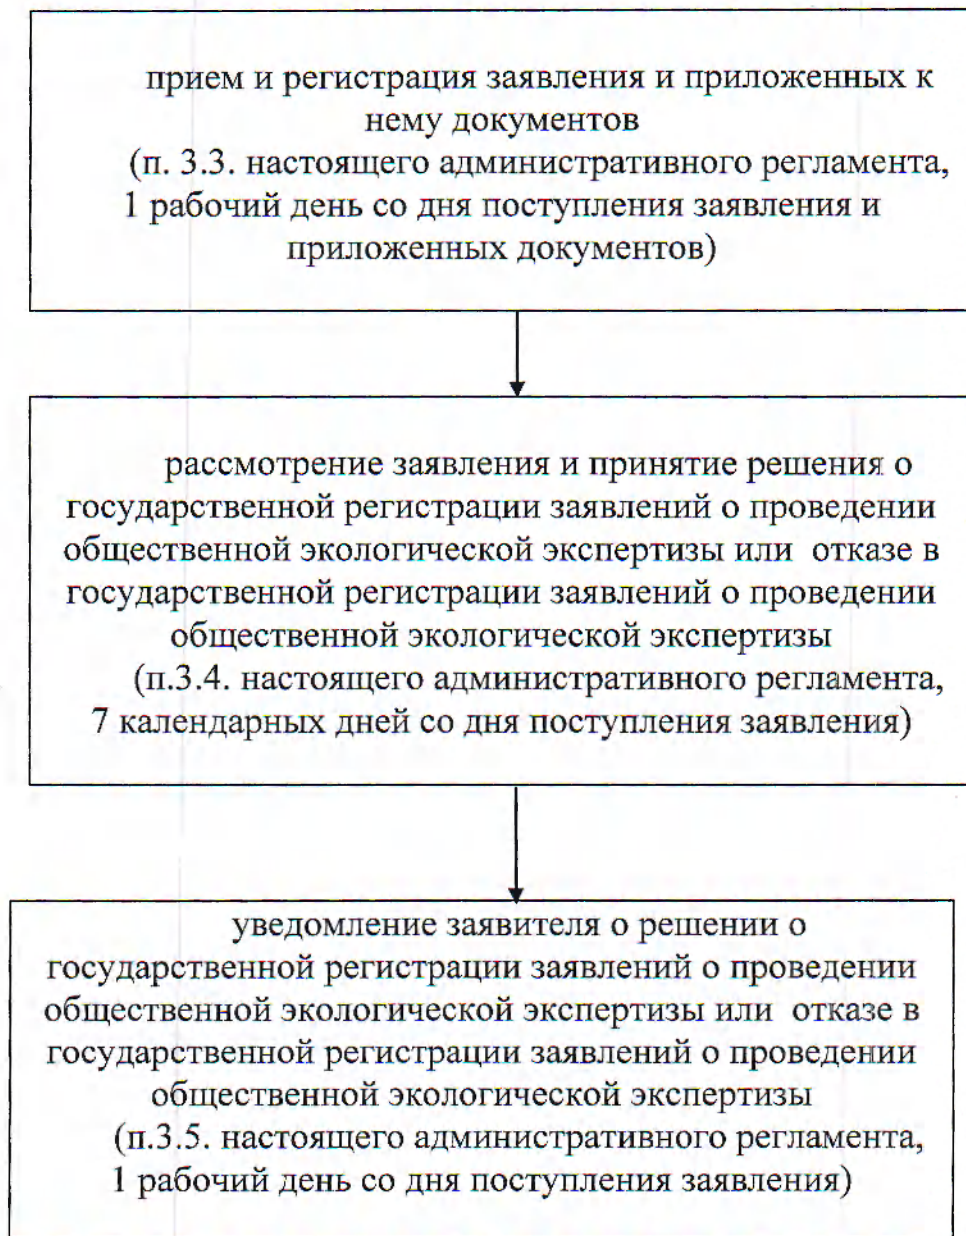 прием и регистрация заявления и приложенных к
нему документов
(п. 3.3. настоящего административного регламента,
1 рабочий день со дня поступления заявления и
приложенных документов)
рассмотрение заявления и принятие решения о
государственной регистрации заявлений о проведении
общественной экологической экспертизы или отказе в
государственной регистрации заявлений о проведении
общественной экологической экспертизы
(п.3.4. настоящего административного регламента,
7 календарных дней со дня поступления заявления)
уведомление заявителя о решении о
государственной регистрации заявлений о проведении
общественной экологической экспертизы или отказе в
государственной регистрации заявлений о проведении
общественной экологической экспертизы
(п.3.5. настоящего административного регламента,
1 рабочий день со дня поступления заявления)